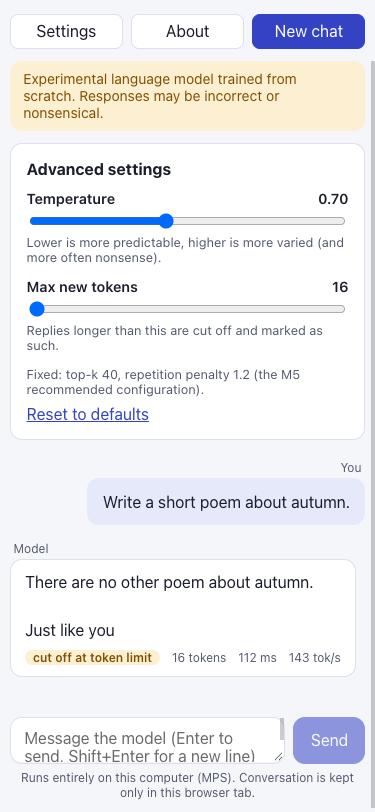 Settings
About
New chat
Experimental language model trained from
scratch. Responses may be incorrect or
nonsensical.
Advanced settings
Temperature 0.70
Lower is more predictable, higher is more varied (and
more often nonsense).
Max new tokens 16
Replies longer than this are cut off and marked as
such.
Fixed: top-k 40, repetition penalty 1.2 (the M5
recommended configuration).
Reset to defaults
You
Write a short poem about autumn.
Model
There are no other poem about autumn.
Just like you
cut off at token limit 16 tokens 112 ms 143 tok/s
Message the model (Enter to
send, Shift+Enter for a new line)
Send
Runs entirely on this computer (MPS). Conversation is kept
only in this browser tab.